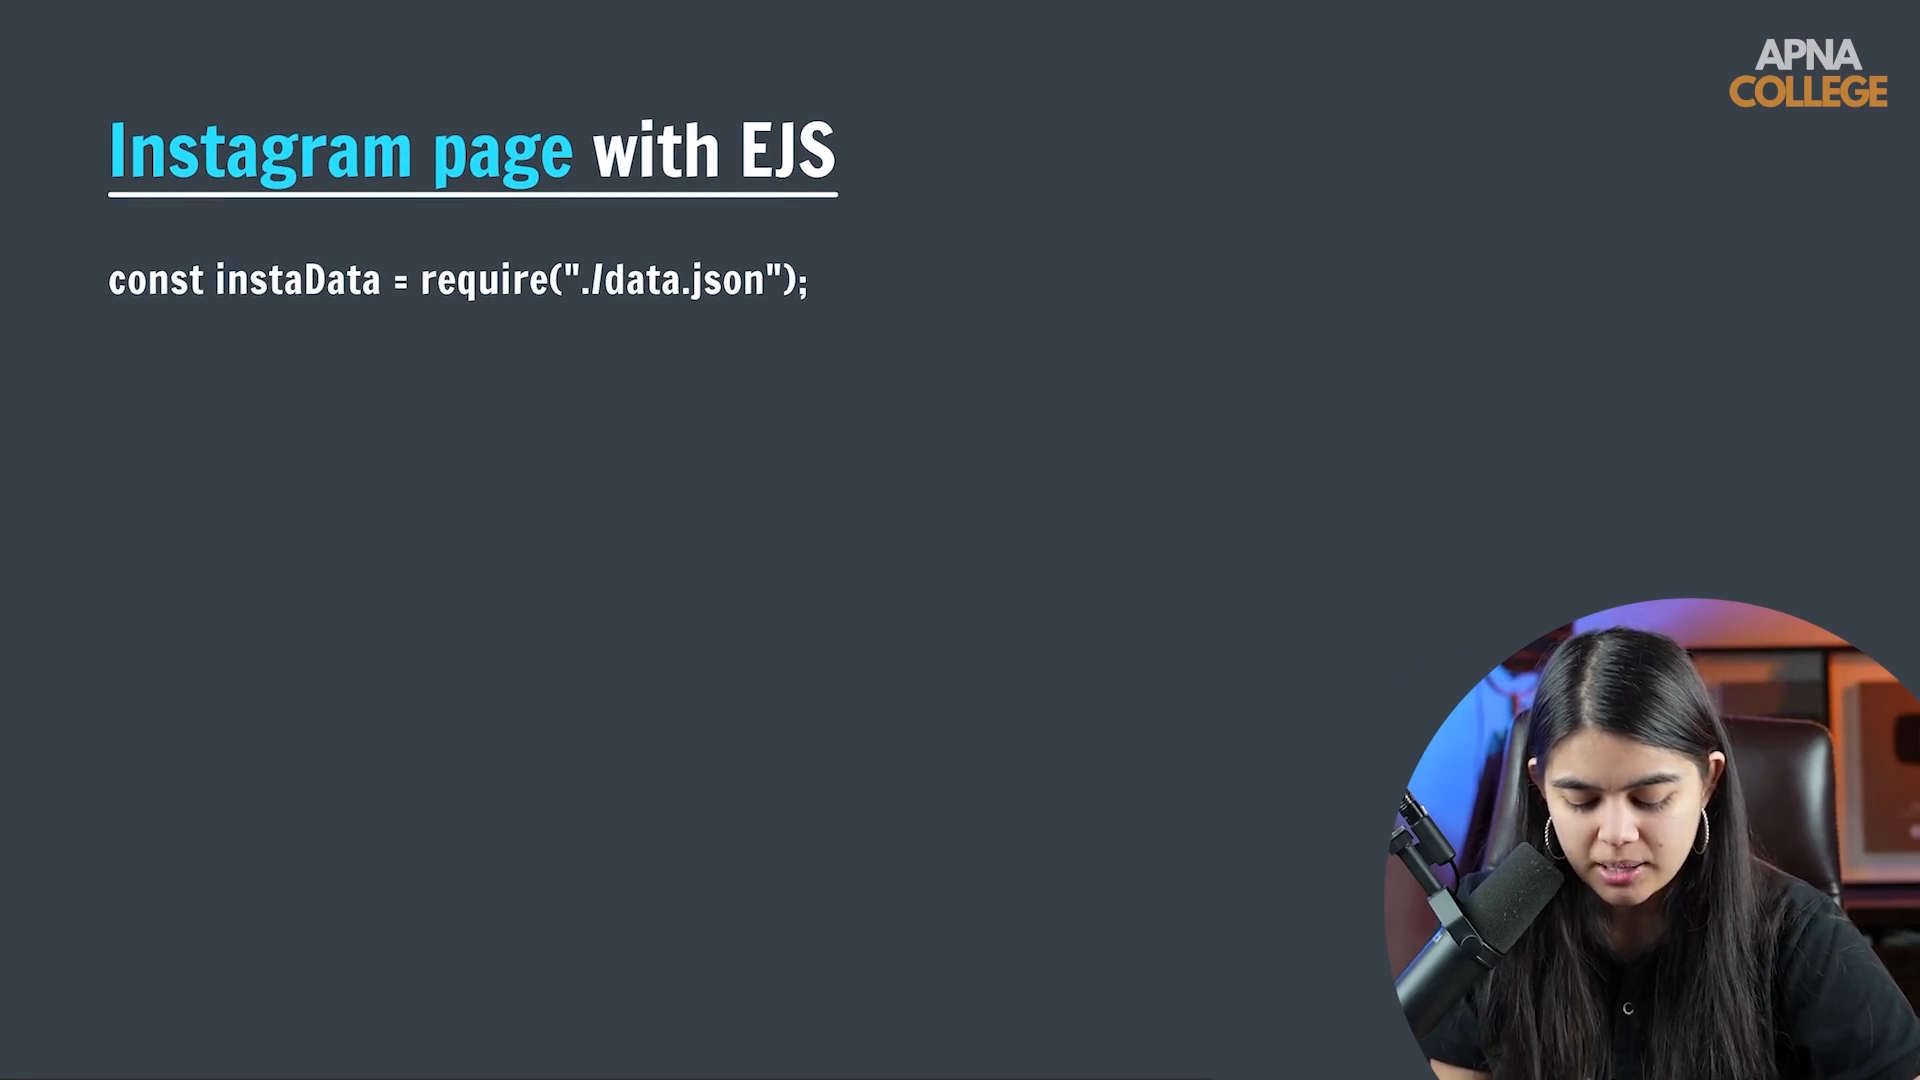 APNA
COLLEGE
Instagram page with EJS
const instaData = require("./data.json");